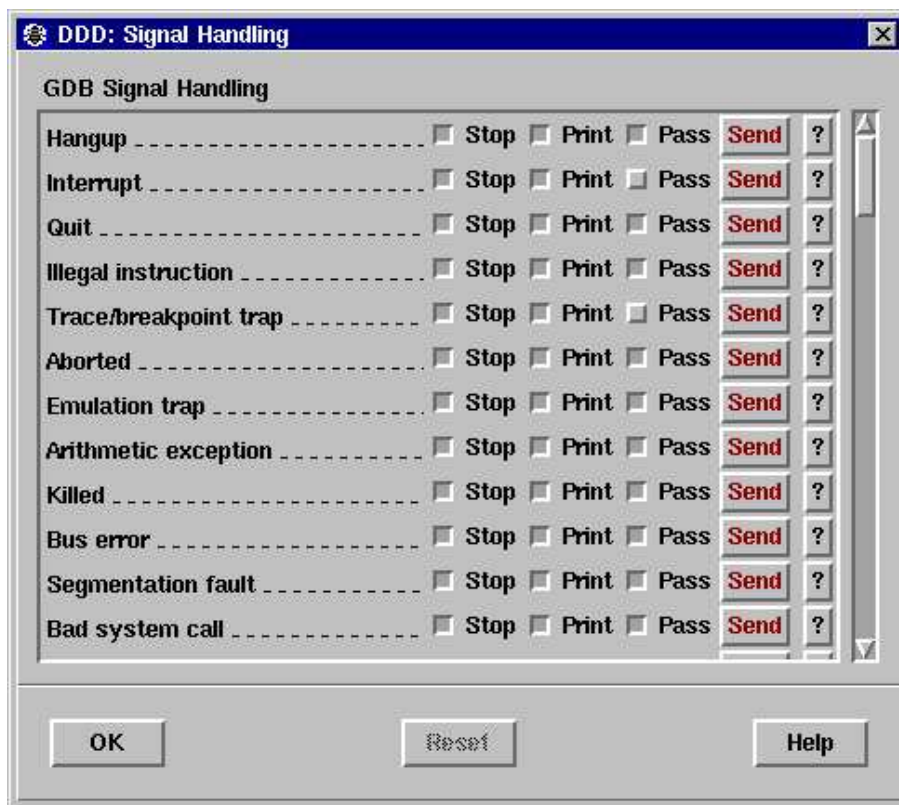 DDD: Signal Handling
GDB Signal Handling
Hangup Stop Print Pass Send ?
Interrupt Stop Print Pass Send ?
Quit Stop Print Pass Send ?
Illegal instruction Stop Print Pass Send ?
Trace/breakpoint trap Stop Print Pass Send ?
Aborted Stop Print Pass Send ?
Emulation trap Stop Print Pass Send ?
Arithmetic exception Stop Print Pass Send ?
Killed Stop Print Pass Send ?
Bus error Stop Print Pass Send ?
Segmentation fault Stop Print Pass Send ?
Bad system call Stop Print Pass Send ?
OK Reset Help